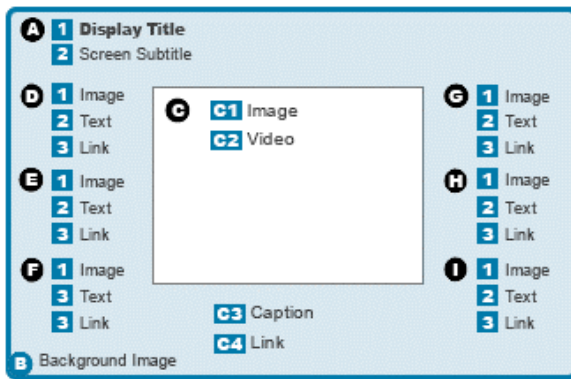 A 1 Display Title
2 Screen Subtitle
D 1 Image
2 Text
3 Link
E 1 Image
2 Text
3 Link
F 1 Image
3 Text
3 Link
C C1 Image
C2 Video
C3 Caption
C4 Link
G 1 Image
2 Text
3 Link
H 1 Image
2 Text
3 Link
I 1 Image
2 Text
3 Link
B Background Image